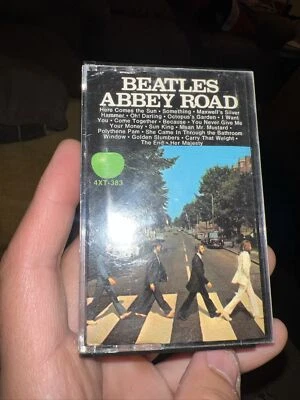 BEATLES
ABBEY ROAD
Here Comes the Sun • Something • Maxwell's Silver
Hammer • Oh! Darling • Octopus's Garden • I Want
You • Come Together • Because • You Never Give Me
Your Money • Sun King • Mean Mr. Mustard •
Polythene Pam • She Came In Through the Bathroom
Window • Golden Slumbers • Carry That Weight •
The End • Her Majesty
4XT-383